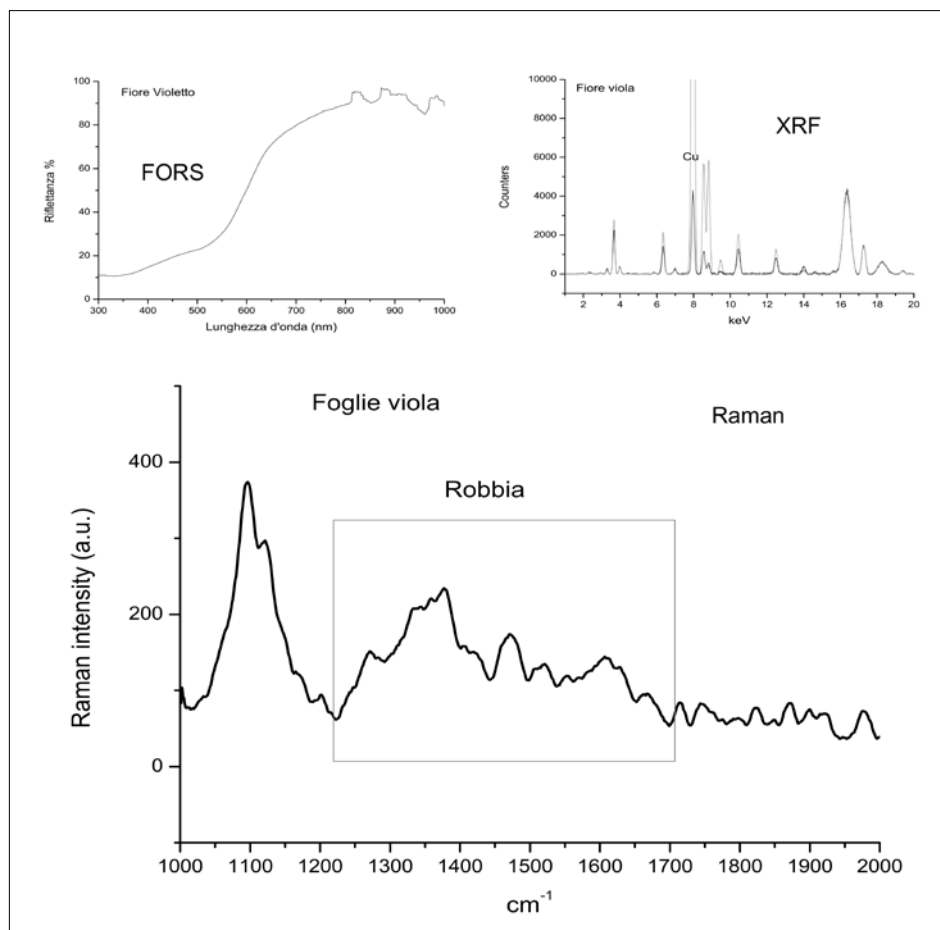 Fiore Violetto
FORS
Riflettanza %
100
80
60
40
20
0
300 400 500 600 700 800 900 1000
Lunghezza d'onda (nm)
Fiore viola
XRF
Cu
Counters
10000
8000
6000
4000
2000
0
2 4 6 8 10 12 14 16 18 20
keV
Foglie viola
Raman
Robbia
Raman intensity (a.u.)
400
200
0
1000 1100 1200 1300 1400 1500 1600 1700 1800 1900 2000
cm⁻¹